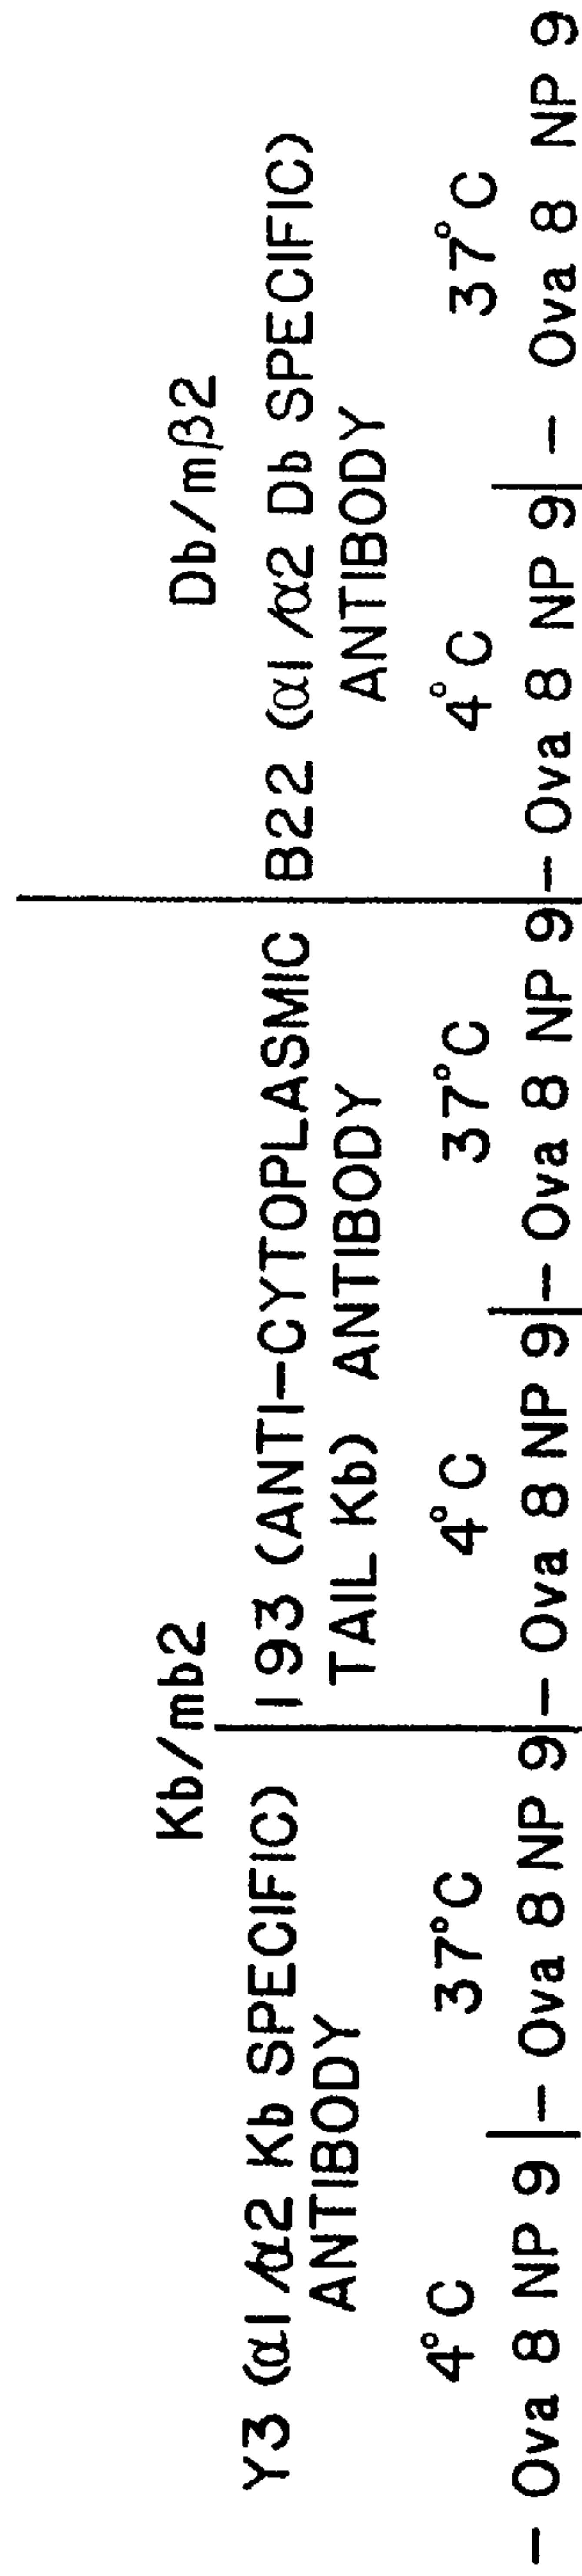 Kb/mb2
Db/mβ2
Y3 (α1/α2 Kb SPECIFIC)
ANTIBODY
193 (ANTI-CYTOPLASMIC
TAIL Kb) ANTIBODY
B22 (α1/α2 Db SPECIFIC)
ANTIBODY
4°C 37°C 4°C 37°C 4°C 37°C
- Ova 8 NP 9 - Ova 8 NP 9 - Ova 8 NP 9 - Ova 8 NP 9 - Ova 8 NP 9 - Ova 8 NP 9